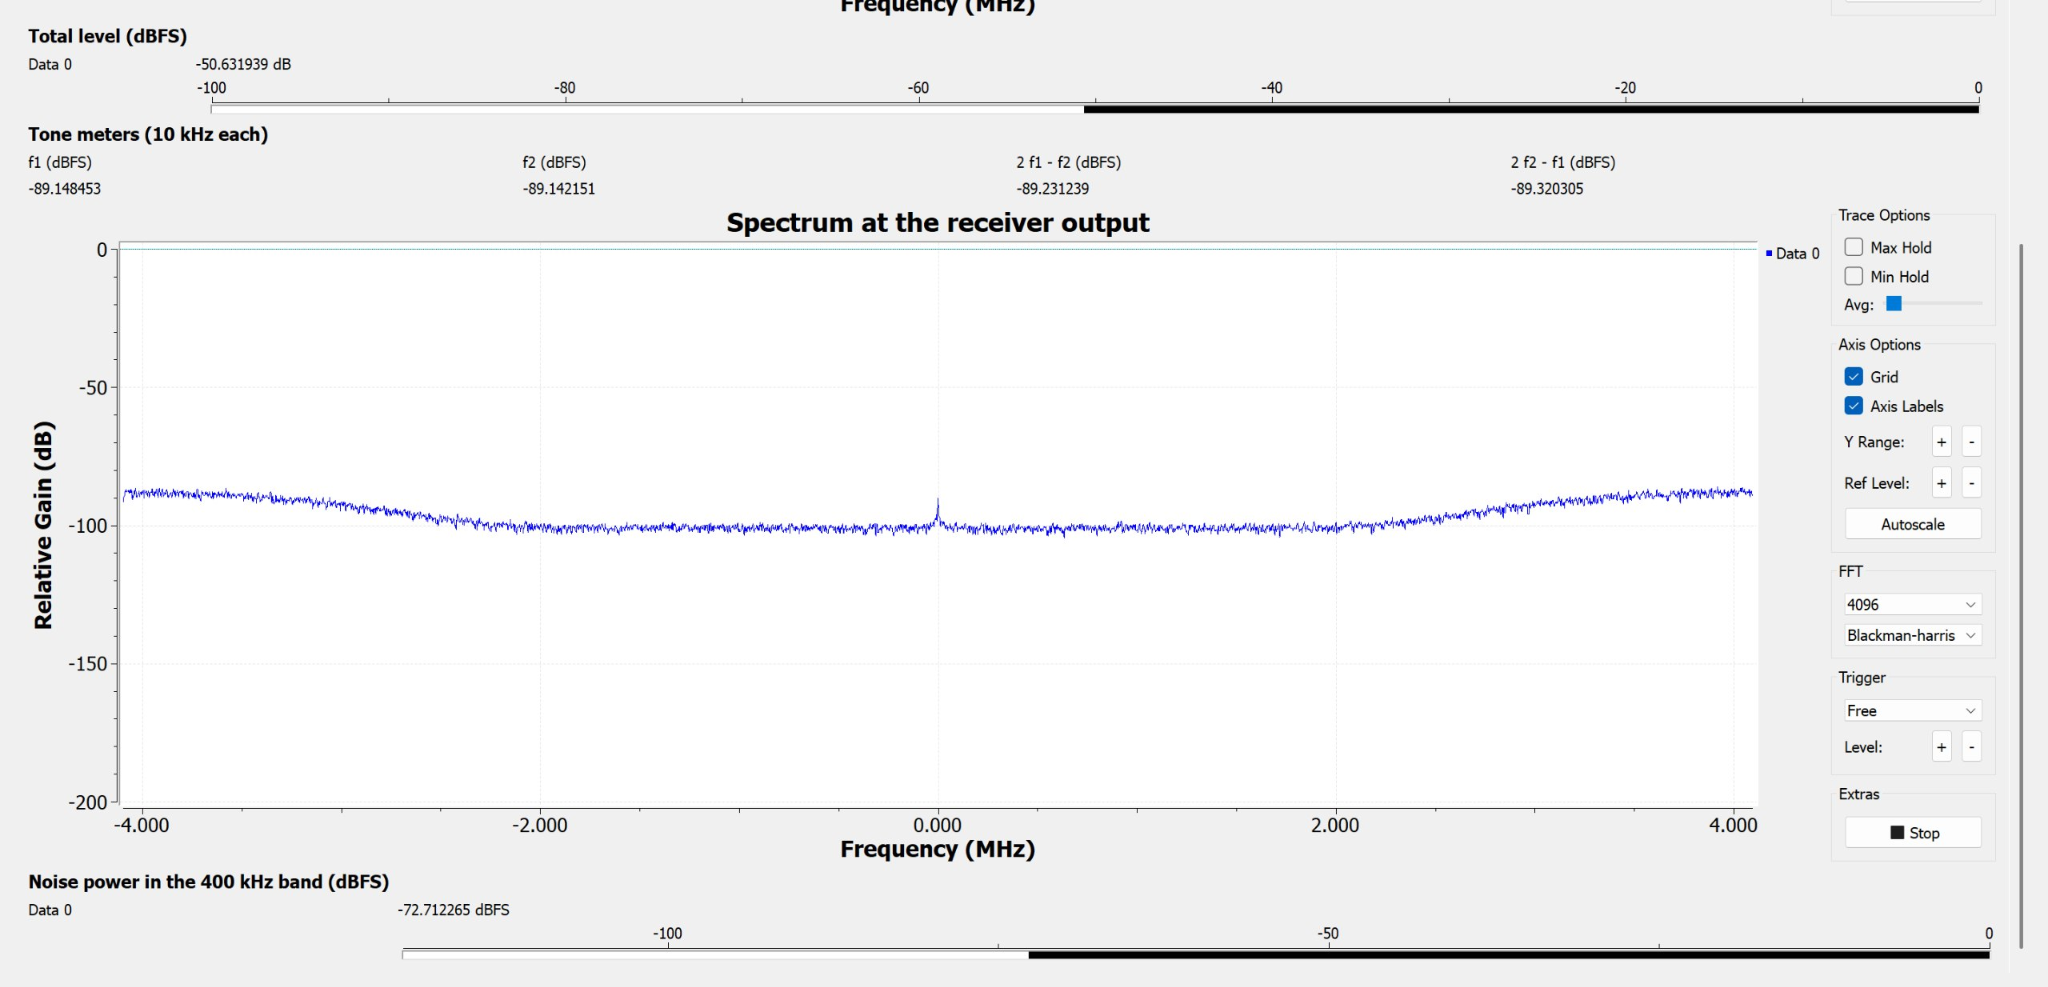 Frequency (MHz)
Total level (dBFS)
Data 0 -50.631939 dB
-100 -80 -60 -40 -20 0
Tone meters (10 kHz each)
f1 (dBFS) f2 (dBFS) 2 f1 - f2 (dBFS) 2 f2 - f1 (dBFS)
-89.148453 -89.142151 -89.231239 -89.320305
Spectrum at the receiver output
0
-50
-100
-150
-200
Relative Gain (dB)
-4.000 -2.000 0.000 2.000 4.000
Frequency (MHz)
Data 0
Trace Options
Max Hold
Min Hold
Avg:
Axis Options
Grid
Axis Labels
Y Range: + -
Ref Level: + -
Autoscale
FFT
4096
Blackman-harris
Trigger
Free
Level: + -
Extras
Stop
Noise power in the 400 kHz band (dBFS)
Data 0 -72.712265 dBFS
-100 -50 0